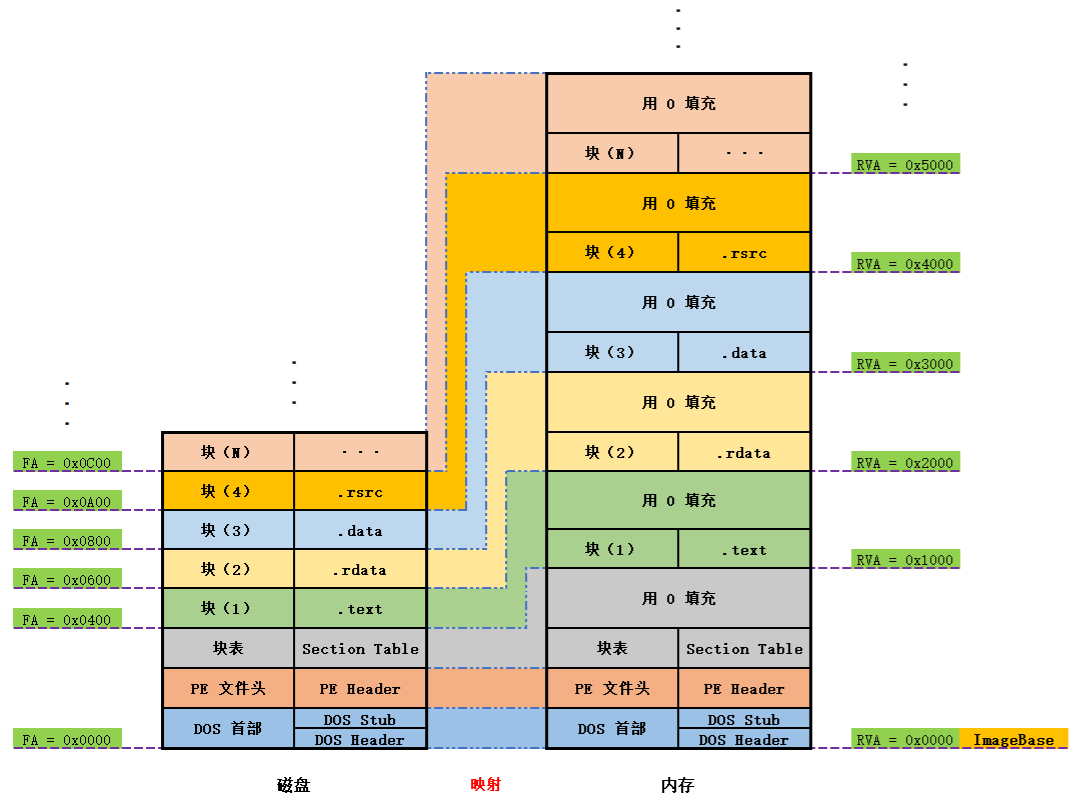 用 0 填充
块（N） ...
RVA = 0x5000
用 0 填充
块（4） .rsrc
RVA = 0x4000
用 0 填充
块（3） .data
RVA = 0x3000
用 0 填充
块（2） .rdata
RVA = 0x2000
用 0 填充
块（1） .text
RVA = 0x1000
用 0 填充
块表 Section Table
PE 文件头 PE Header
DOS 首部 DOS Stub
DOS Header
RVA = 0x0000 ImageBase
块（N） ...
FA = 0x0C00
块（4） .rsrc
FA = 0x0A00
块（3） .data
FA = 0x0800
块（2） .rdata
FA = 0x0600
块（1） .text
FA = 0x0400
块表 Section Table
PE 文件头 PE Header
DOS 首部 DOS Stub
DOS Header
FA = 0x0000
磁盘 映射 内存